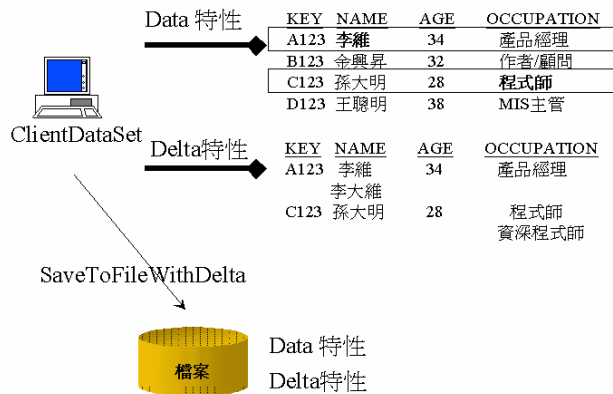 Data 特性
KEY NAME AGE OCCUPATION
A123 李維 34 產品經理
B123 金興昇 32 作者/顧問
C123 孫大明 28 程式師
D123 王聰明 38 MIS主管
ClientDataSet
Delta特性
KEY NAME AGE OCCUPATION
A123 李維 34 產品經理
李大維
C123 孫大明 28 程式師
資深程式師
SaveToFileWithDelta
檔案
Data 特性
Delta特性